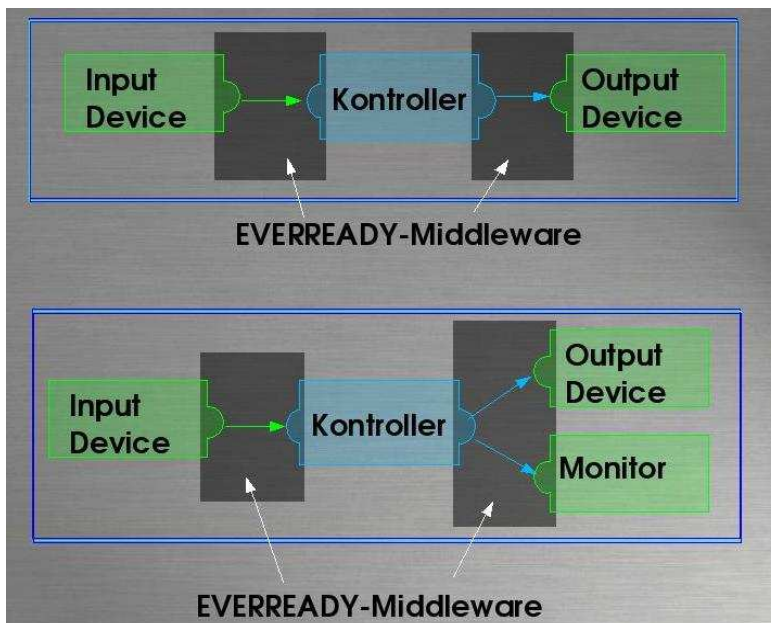 Input
Device
Kontroller
Output
Device
EVERREADY-Middleware
Input
Device
Kontroller
Output
Device
Monitor
EVERREADY-Middleware